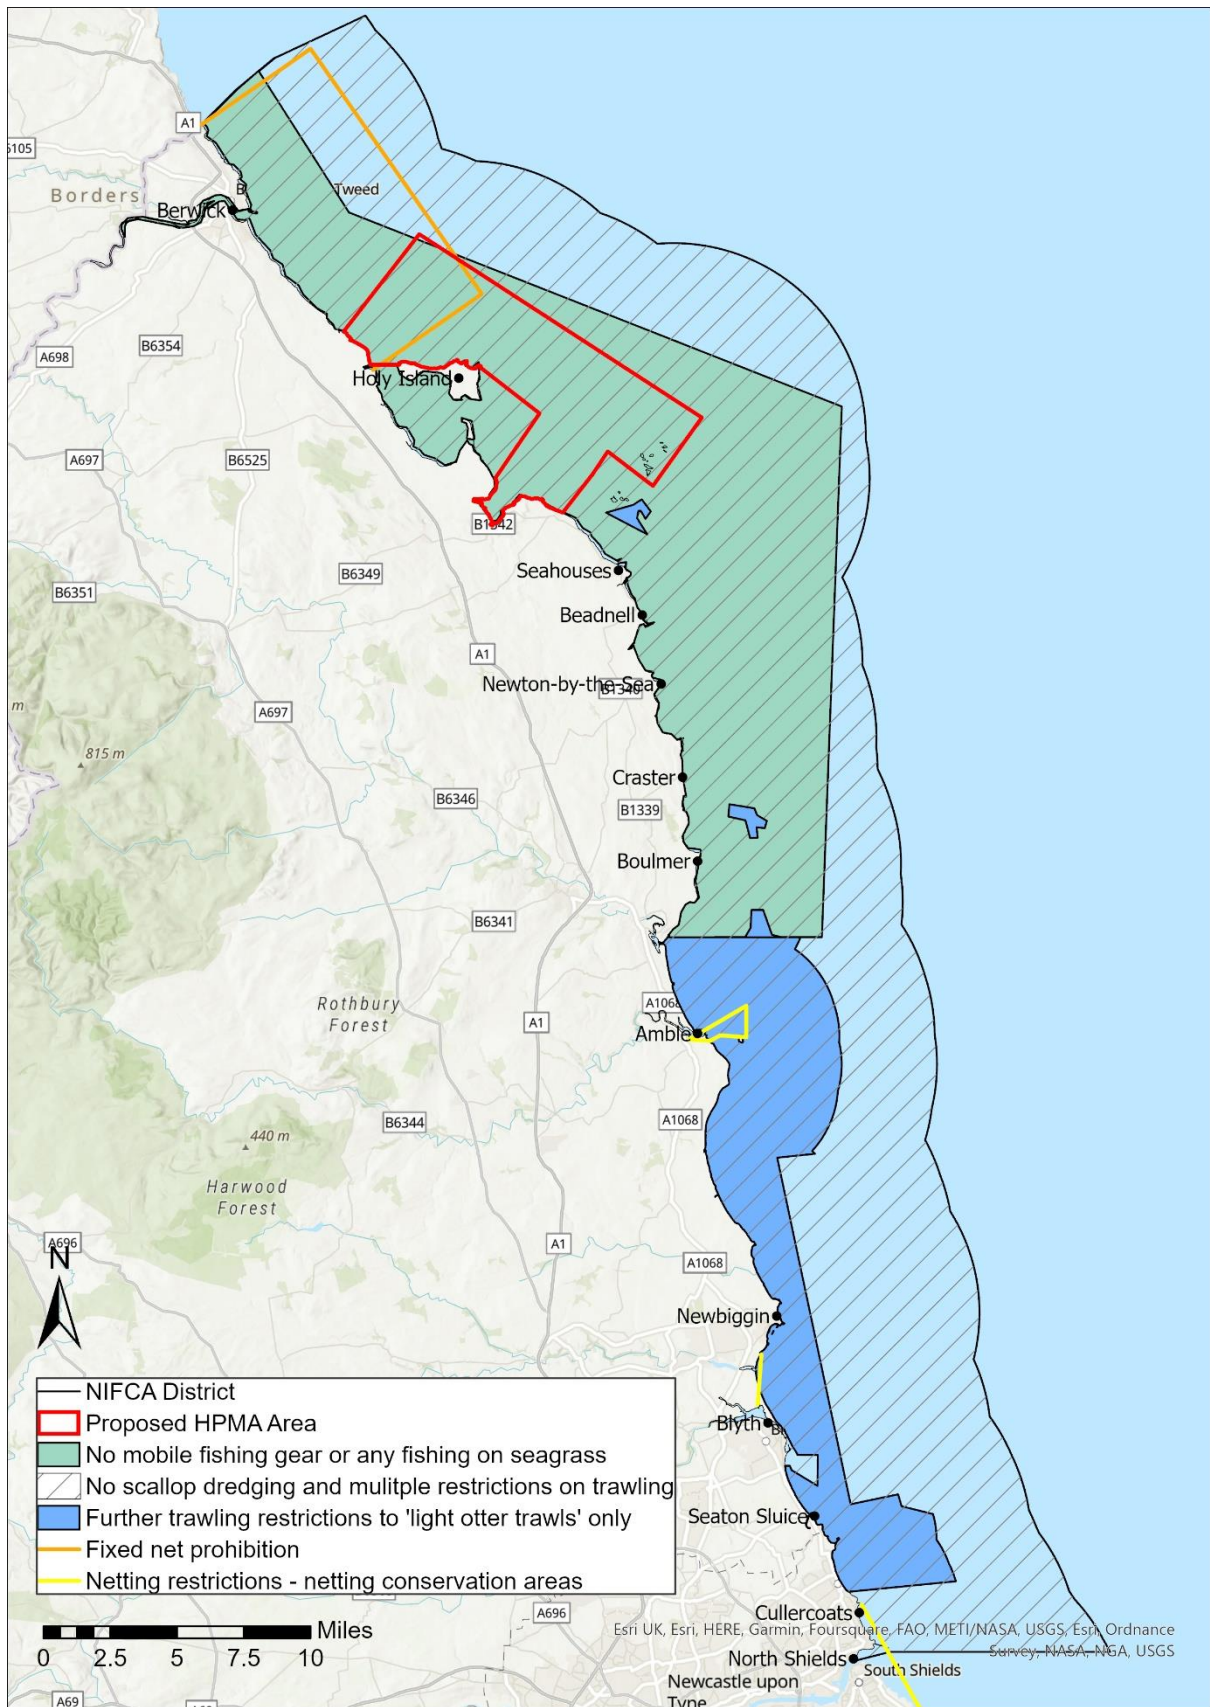 A1
6105
Borders
B
Tweed
Berwick
B6354
A698
Holy Island
A697
B6525
B1342
B6349
Seahouses
B6351
Beadnell
A1
Newton-by-the-Sea
B1340
A697
m
815 m
Craster
B6346
B1339
Boulmer
B6341
Rothbury
Forest
A1068
A1
Amble
B6344
A1068
440 m
Harwood
Forest
A696
A1
N
A1068
Newbiggin
NIFCA District
Proposed HPMA Area
Blyth
No mobile fishing gear or any fishing on seagrass
No scallop dredging and mulitple restrictions on trawling
Further trawling restrictions to 'light otter trawls' only
Seaton Sluice
Fixed net prohibition
Netting restrictions - netting conservation areas
A696
Cullercoats
Miles
0 2.5 5 7.5 10
Esri UK, Esri, HERE, Garmin, Foursquare, FAO, METI/NASA, USGS, Esri, Ordnance
Survey, NASA, NGA, USGS
North Shields
South Shields
Newcastle upon
Tyne
A69